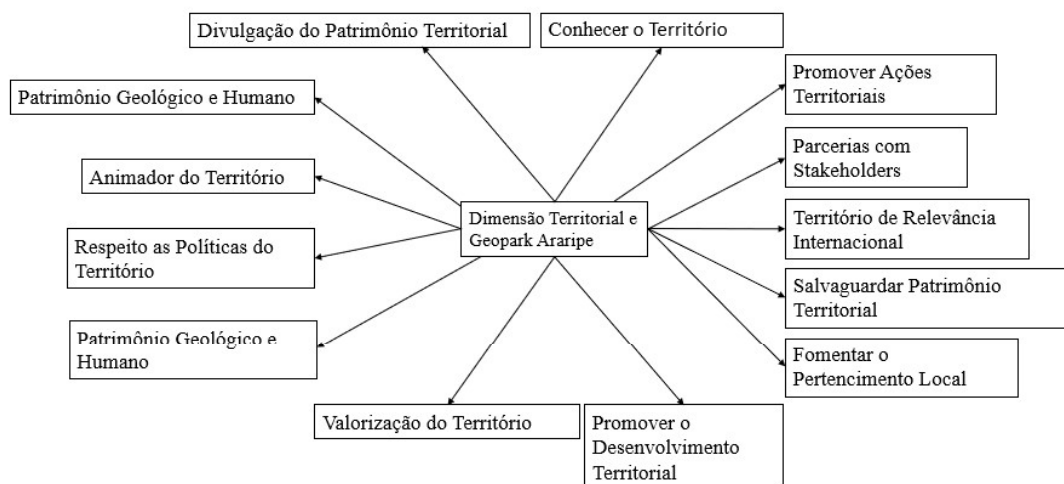 Divulgação do Patrimônio Territorial
Conhecer o Território
Patrimônio Geológico e Humano
Promover Ações
Territoriais
Animador do Território
Parcerias com
Stakeholders
Dimensão Territorial e
Geopark Araripe
Respeito as Políticas do
Território
Território de Relevância
Internacional
Salvaguardar Patrimônio
Territorial
Patrimônio Geológico e
Humano
Fomentar o
Pertencimento Local
Valorização do Território
Promover o
Desenvolvimento
Territorial